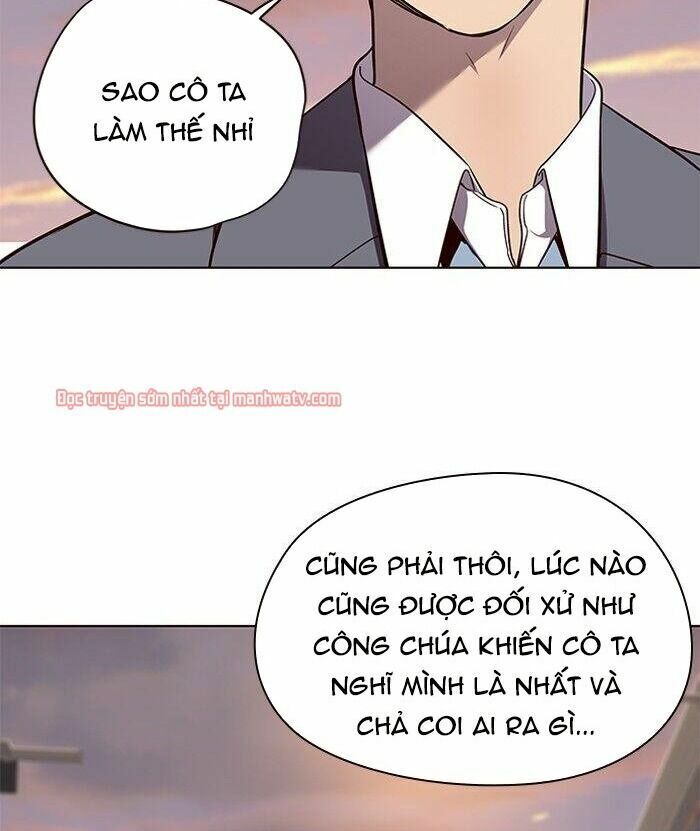 SAO CÔ TA
LÀM THẾ NHỈ
Đọc truyện sớm nhất tại manhwatv.com
CŨNG PHẢI THÔI, LÚC NÀO
CŨNG ĐƯỢC ĐỐI XỬ NHƯ
CÔNG CHÚA KHIẾN CÔ TA
NGHĨ MÌNH LÀ NHẤT VÀ
CHẢ COI AI RA GÌ...